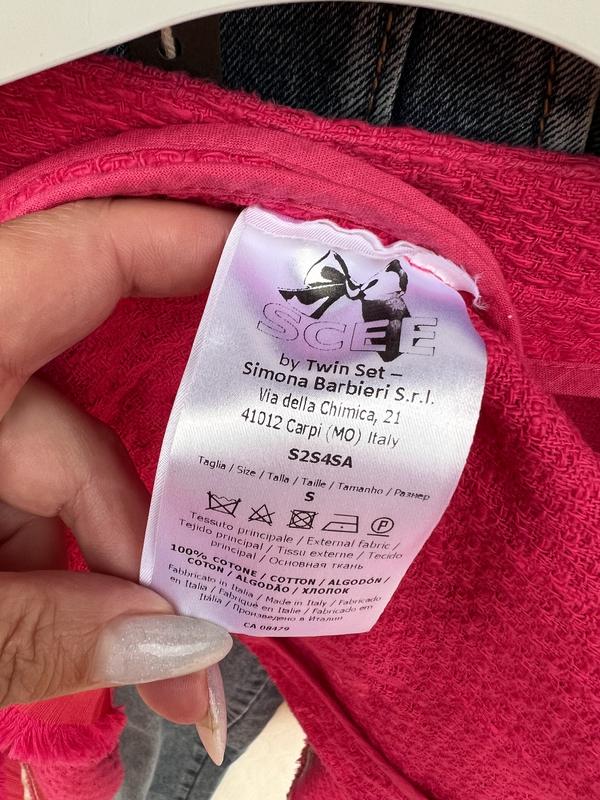 SCEE
by Twin Set –
Simona Barbieri S.r.l.
Via della Chimica, 21
41012 Carpi (MO) Italy
S2S4SA
Taglia / Size / Talla / Taille / Tamanho / Размер
S
P
Tessuto principale / External fabric /
Tejido principal / Tissu externe / Tecido
principal / Основная ткань
100% COTONE / COTTON / ALGODÓN /
COTON / ALGODÃO / ХЛОПОК
Fabbricato in Italia / Made in Italy / Fabricado
en Italia / Fabriqué en Italie / Fabricado em
Itália / Произведено в Италии
CA 08479